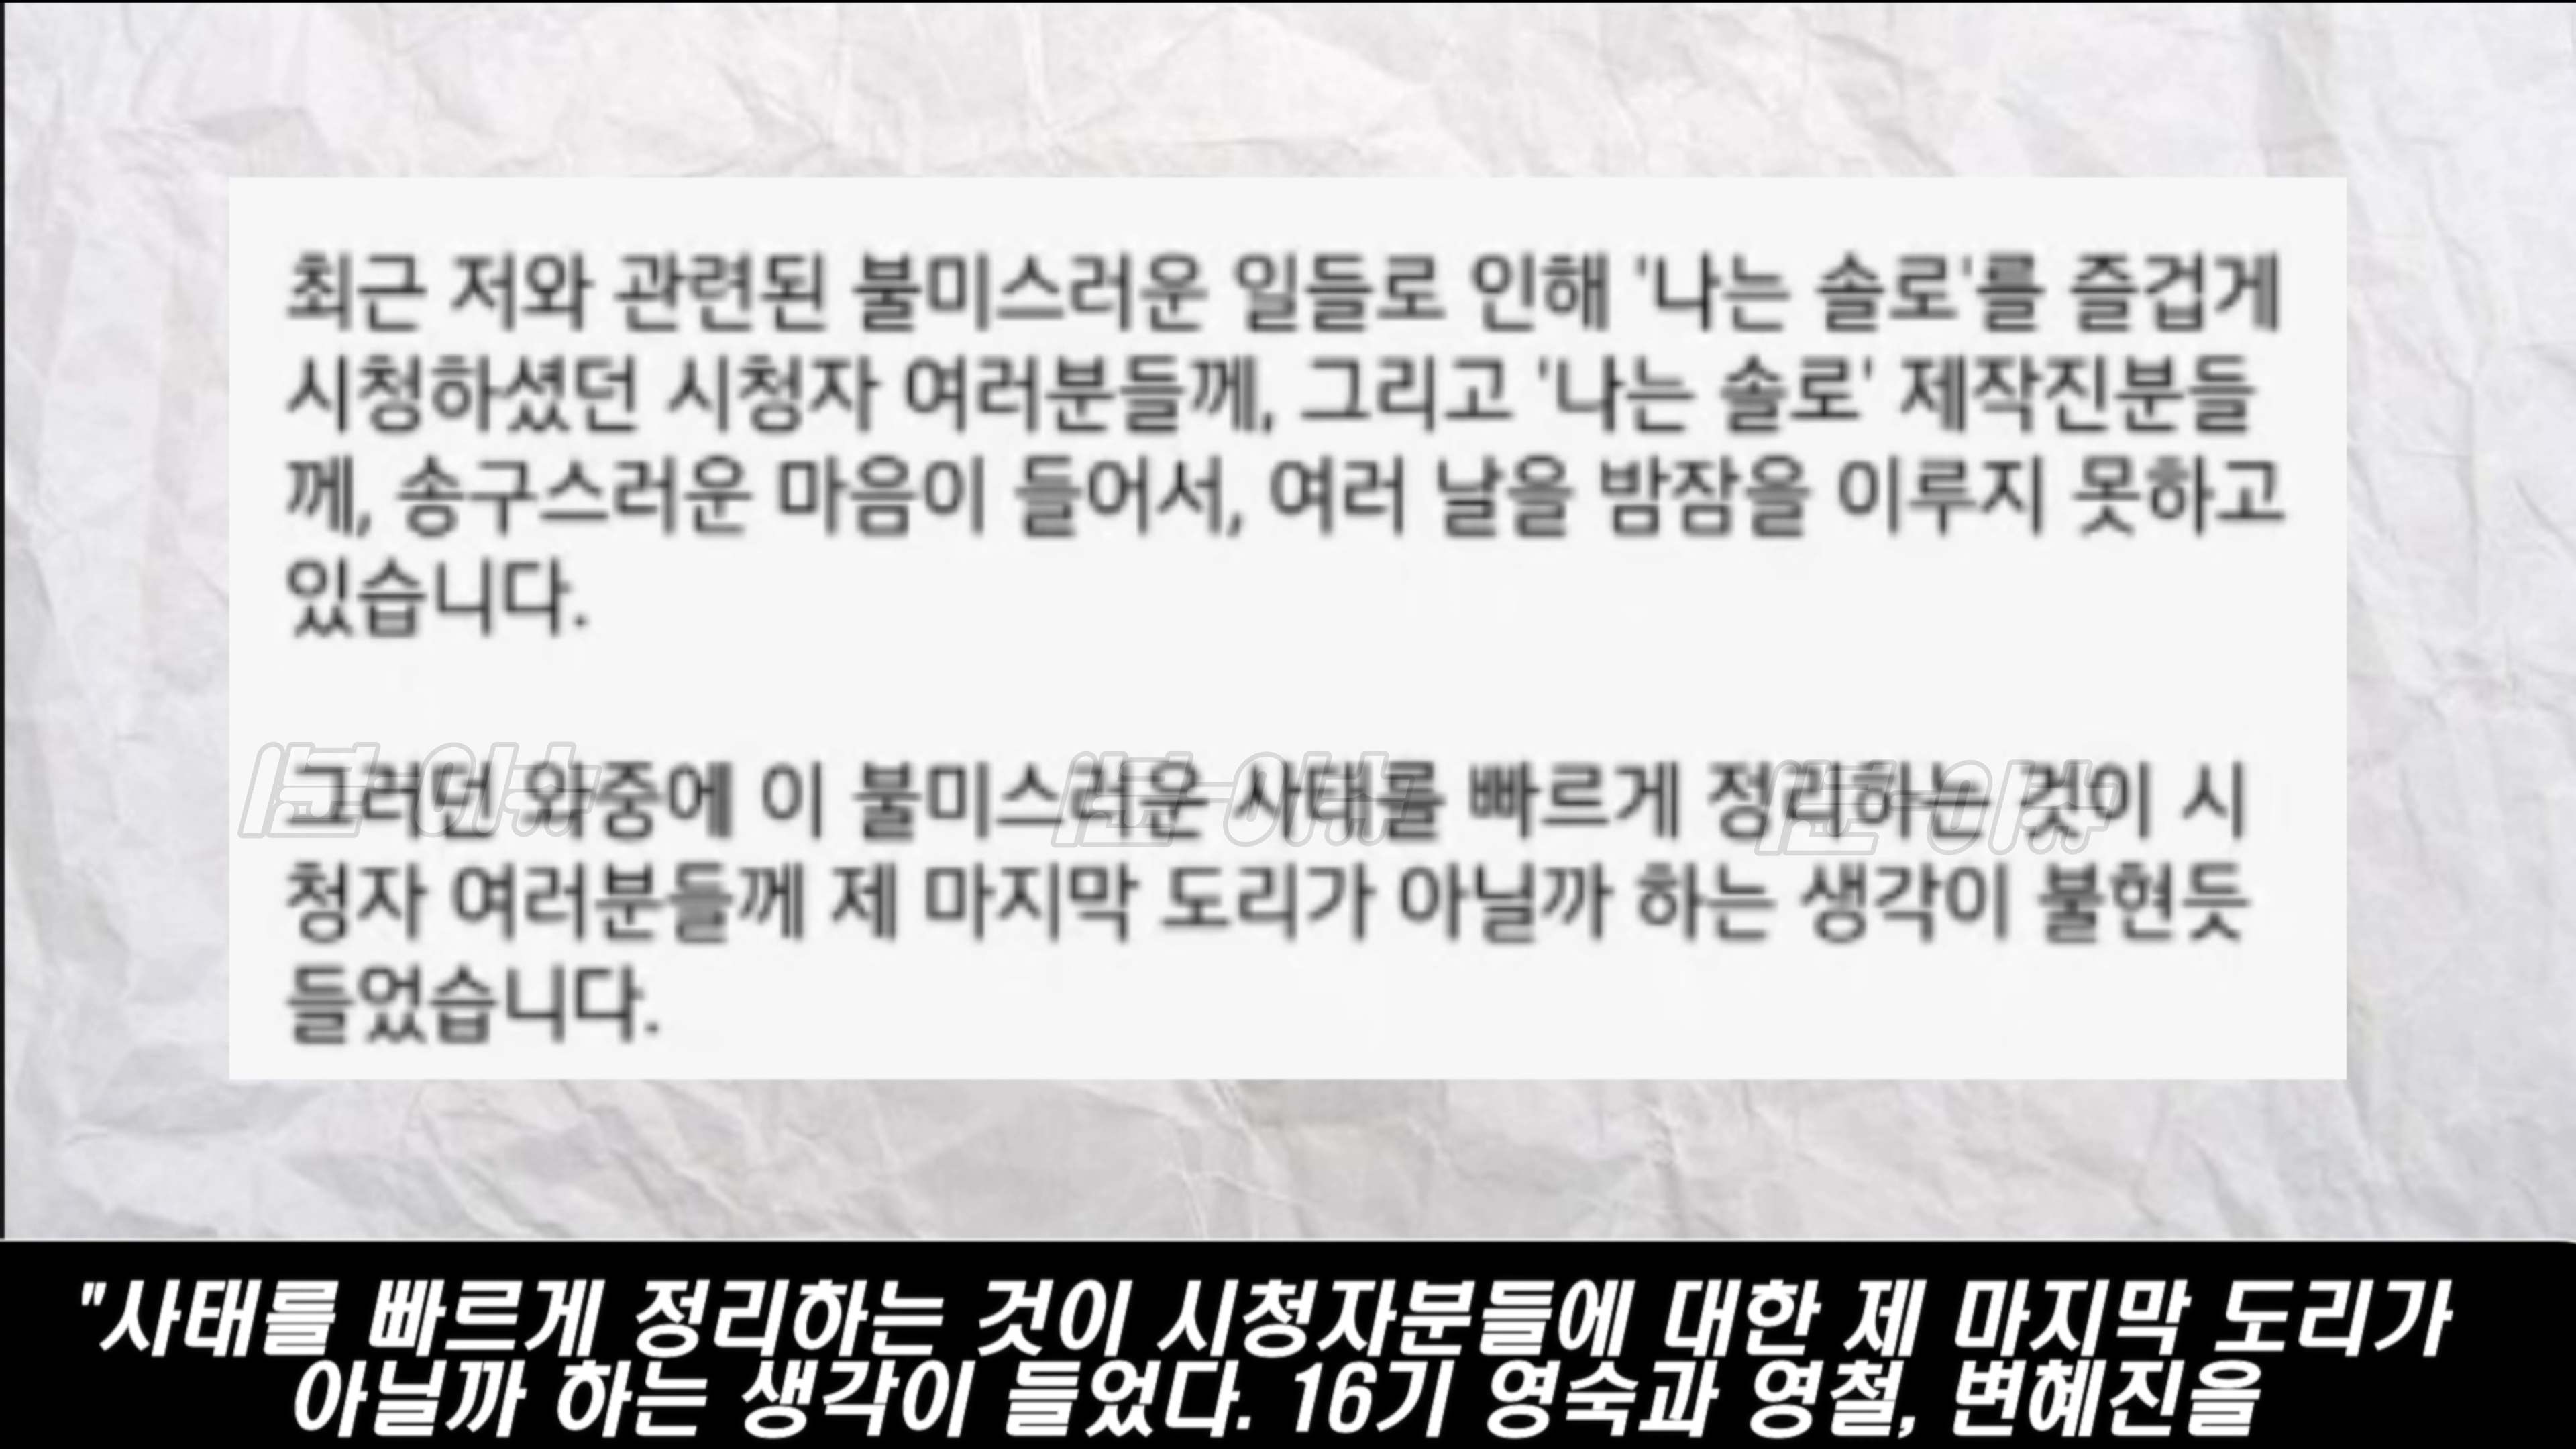 최근 저와 관련된 불미스러운 일들로 인해 '나는 솔로'를 즐겁게
시청하셨던 시청자 여러분들께, 그리고 '나는 솔로' 제작진분들
께, 송구스러운 마음이 들어서, 여러 날을 밤잠을 이루지 못하고
있습니다.
그러던 와중에 이 불미스러운 사태를 빠르게 정리하는 것이 시
청자 여러분들께 제 마지막 도리가 아닐까 하는 생각이 불현듯
들었습니다.
"사태를 빠르게 정리하는 것이 시청자분들에 대한 제 마지막 도리가
아닐까 하는 생각이 들었다. 16기 영숙과 영철, 변혜진을